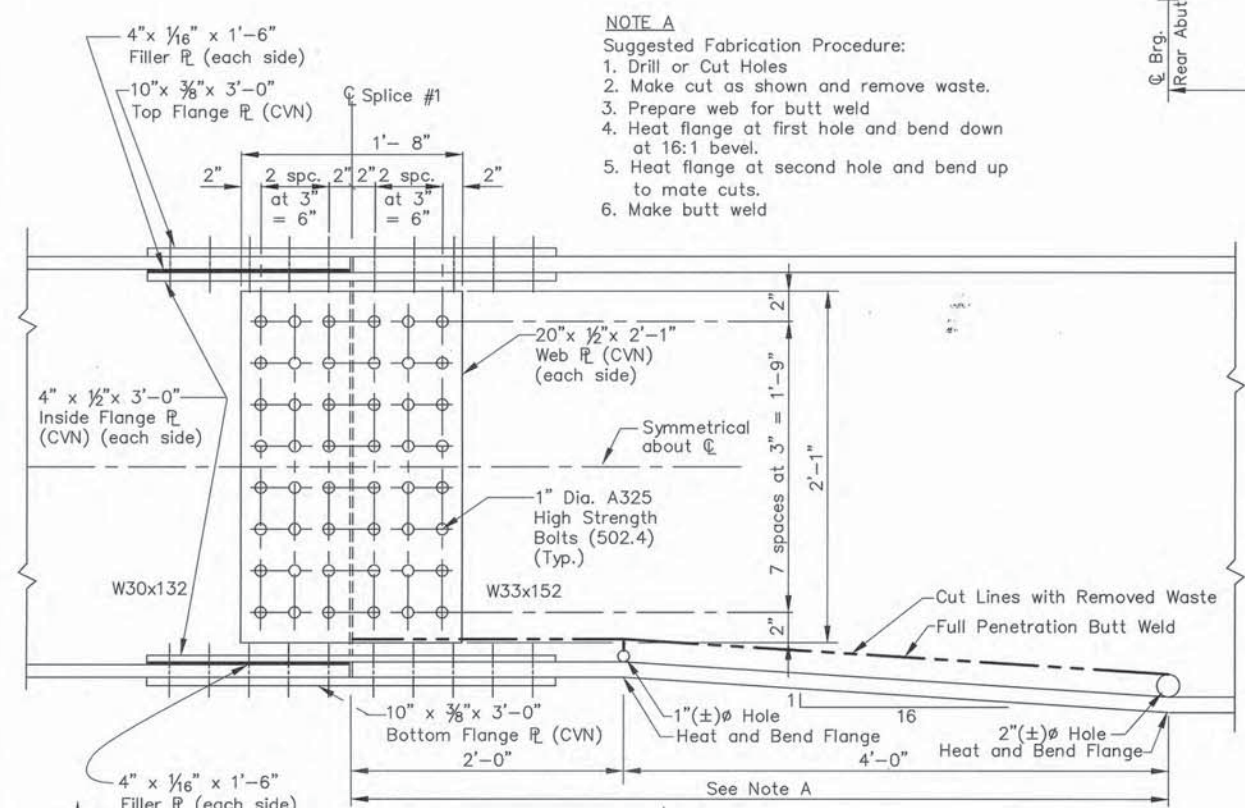 4"x 1/16" x 1'-6"
Filler ⅊ (each side)
10"x 3/8"x 3'-0"
Top Flange ⅊ (CVN)
℄ Splice #1
1'- 8"
2"
2 spc.
at 3"
= 6"
2"
2"
2 spc.
at 3"
= 6"
2"
NOTE A
Suggested Fabrication Procedure:
1. Drill or Cut Holes
2. Make cut as shown and remove waste.
3. Prepare web for butt weld
4. Heat flange at first hole and bend down
at 16:1 bevel.
5. Heat flange at second hole and bend up
to mate cuts.
6. Make butt weld
℄ Brg.
Rear Abut
20"x 1/2"x 2'-1"
Web ⅊ (CVN)
(each side)
2"
7 spaces at 3" = 1'-9"
2'-1"
2"
4" x 1/2"x 3'-0"
Inside Flange ⅊
(CVN) (each side)
Symmetrical
about ℄
1" Dia. A325
High Strength
Bolts (502.4)
(Typ.)
W30x132
W33x152
Cut Lines with Removed Waste
Full Penetration Butt Weld
1
16
10" x 3/8"x 3'-0"
Bottom Flange ⅊ (CVN)
1"(±)ø Hole
Heat and Bend Flange
2"(±)ø Hole
Heat and Bend Flange
2'-0"
4'-0"
See Note A
4" x 1/16" x 1'-6"
Filler ⅊ (each side)